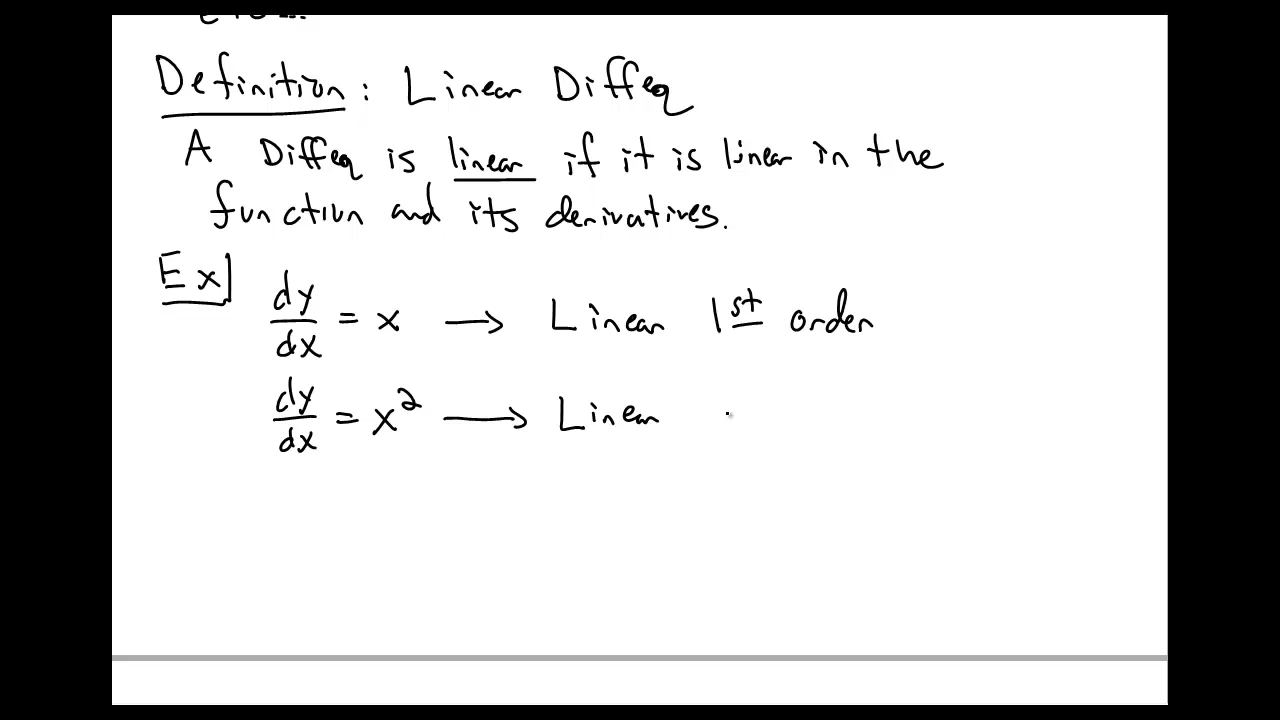 Definition: Linear Diffeq
A Diffeq is linear if it is linear in the
function and its derivatives.
Ex] dy/dx = x → Linear 1st order
dy/dx = x² → Linear